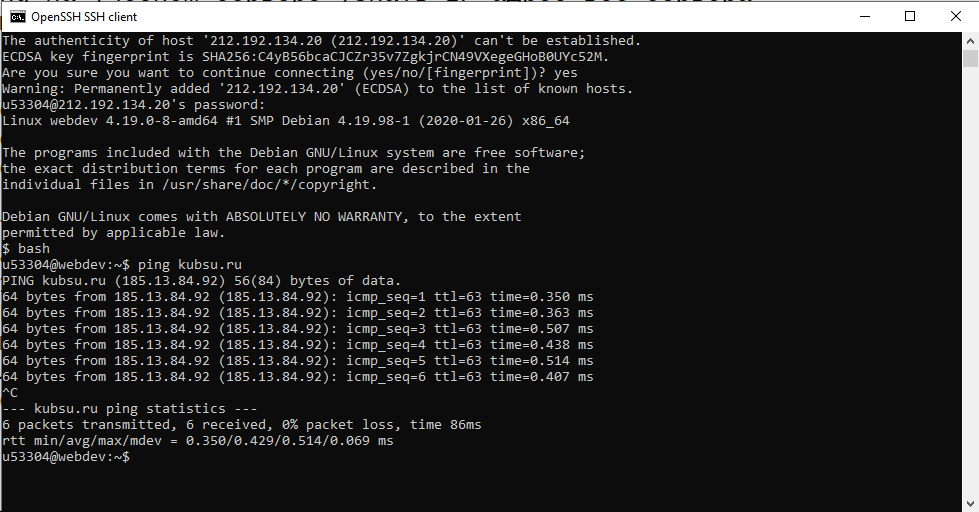 OpenSSH SSH client
The authenticity of host '212.192.134.20 (212.192.134.20)' can't be established.
ECDSA key fingerprint is SHA256:C4yB56bcaCJCZr35v7ZgkjrCN49VXegeGHoB0UYc52M.
Are you sure you want to continue connecting (yes/no/[fingerprint])? yes
Warning: Permanently added '212.192.134.20' (ECDSA) to the list of known hosts.
u53304@212.192.134.20's password:
Linux webdev 4.19.0-8-amd64 #1 SMP Debian 4.19.98-1 (2020-01-26) x86_64
The programs included with the Debian GNU/Linux system are free software;
the exact distribution terms for each program are described in the
individual files in /usr/share/doc/*/copyright.
Debian GNU/Linux comes with ABSOLUTELY NO WARRANTY, to the extent
permitted by applicable law.
$ bash
u53304@webdev:~$ ping kubsu.ru
PING kubsu.ru (185.13.84.92) 56(84) bytes of data.
64 bytes from 185.13.84.92 (185.13.84.92): icmp_seq=1 ttl=63 time=0.350 ms
64 bytes from 185.13.84.92 (185.13.84.92): icmp_seq=2 ttl=63 time=0.363 ms
64 bytes from 185.13.84.92 (185.13.84.92): icmp_seq=3 ttl=63 time=0.507 ms
64 bytes from 185.13.84.92 (185.13.84.92): icmp_seq=4 ttl=63 time=0.438 ms
64 bytes from 185.13.84.92 (185.13.84.92): icmp_seq=5 ttl=63 time=0.514 ms
64 bytes from 185.13.84.92 (185.13.84.92): icmp_seq=6 ttl=63 time=0.407 ms
^C
--- kubsu.ru ping statistics ---
6 packets transmitted, 6 received, 0% packet loss, time 86ms
rtt min/avg/max/mdev = 0.350/0.429/0.514/0.069 ms
u53304@webdev:~$